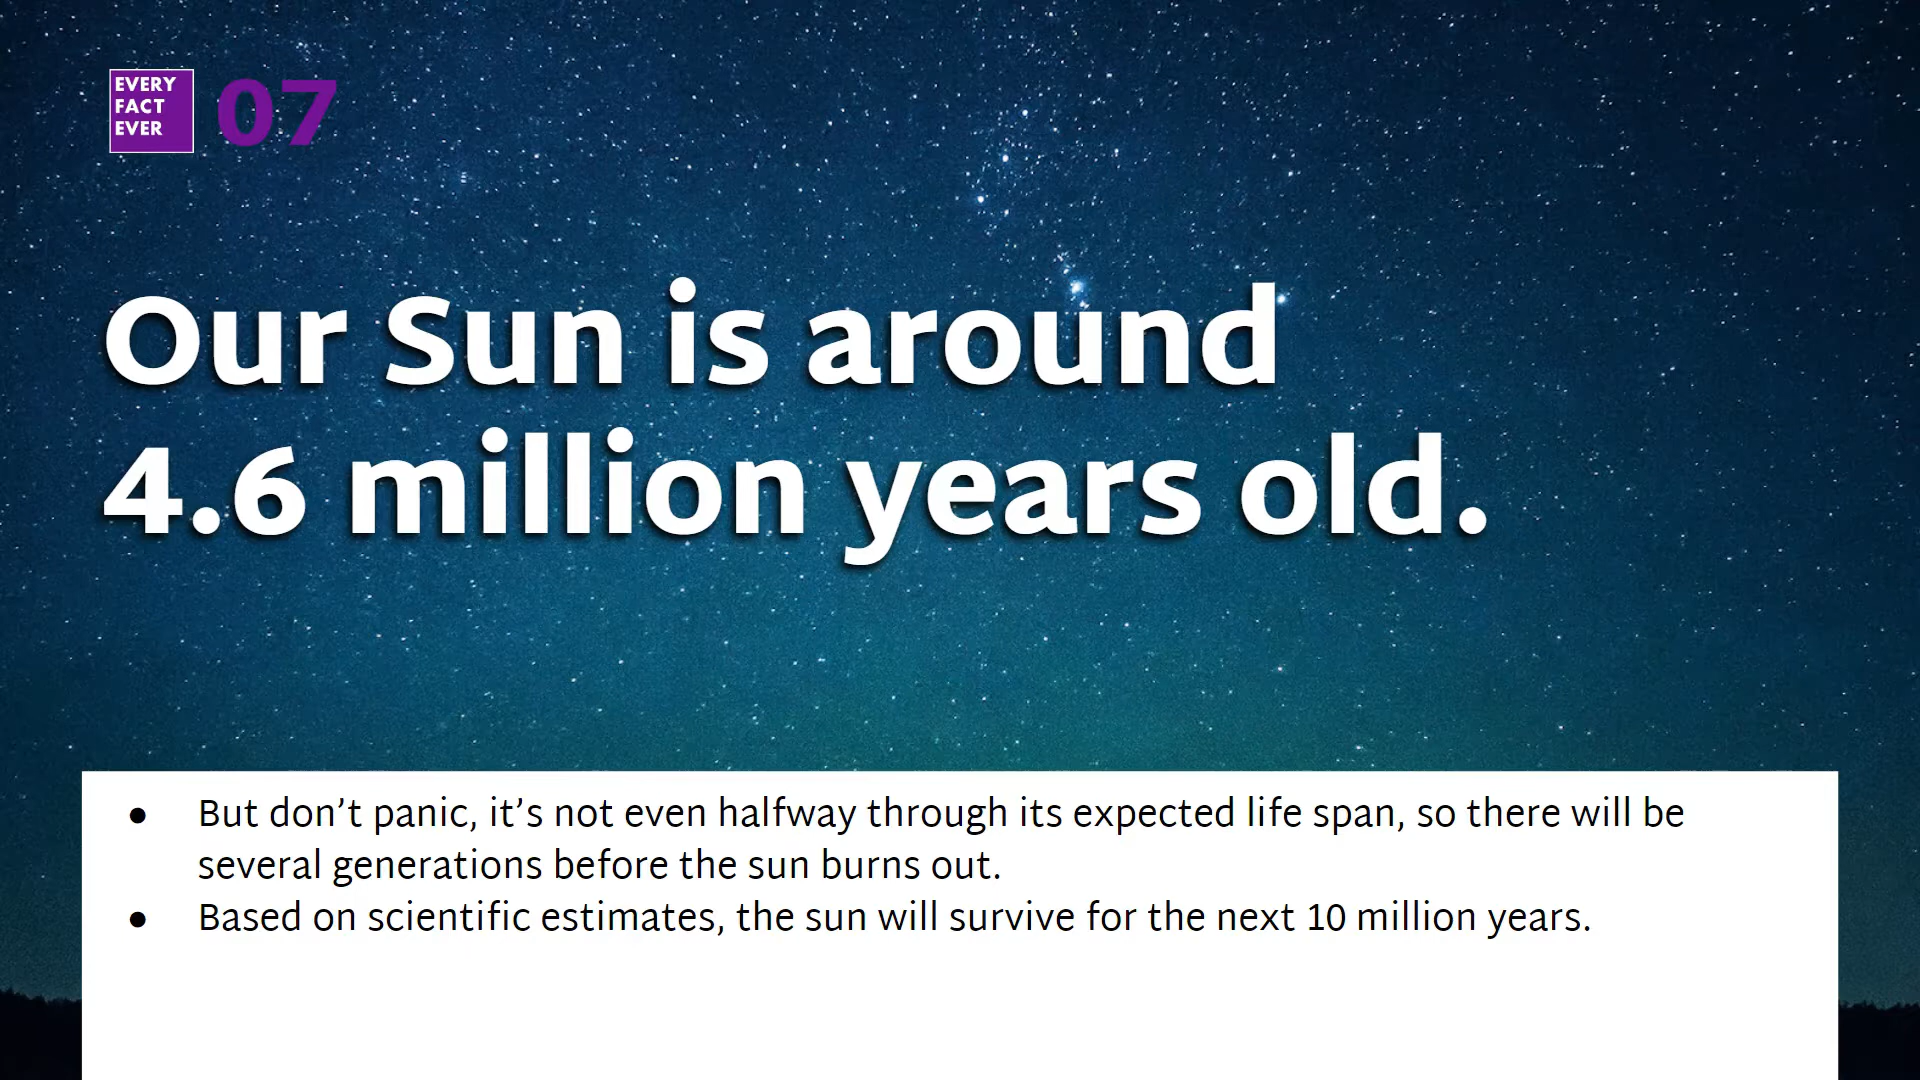 EVERY
FACT
EVER
07
Our Sun is around
4.6 million years old.
● But don’t panic, it’s not even halfway through its expected life span, so there will be
several generations before the sun burns out.
● Based on scientific estimates, the sun will survive for the next 10 million years.